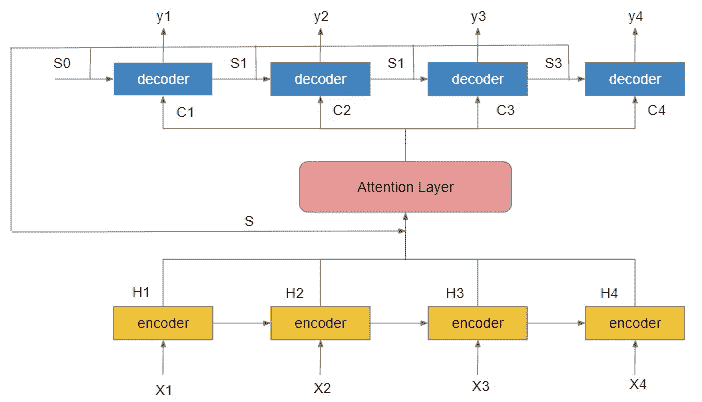 y1 y2 y3 y4
S0 decoder S1 decoder S1 decoder S3 decoder
C1 C2 C3 C4
Attention Layer
S
H1 H2 H3 H4
encoder encoder encoder encoder
X1 X2 X3 X4